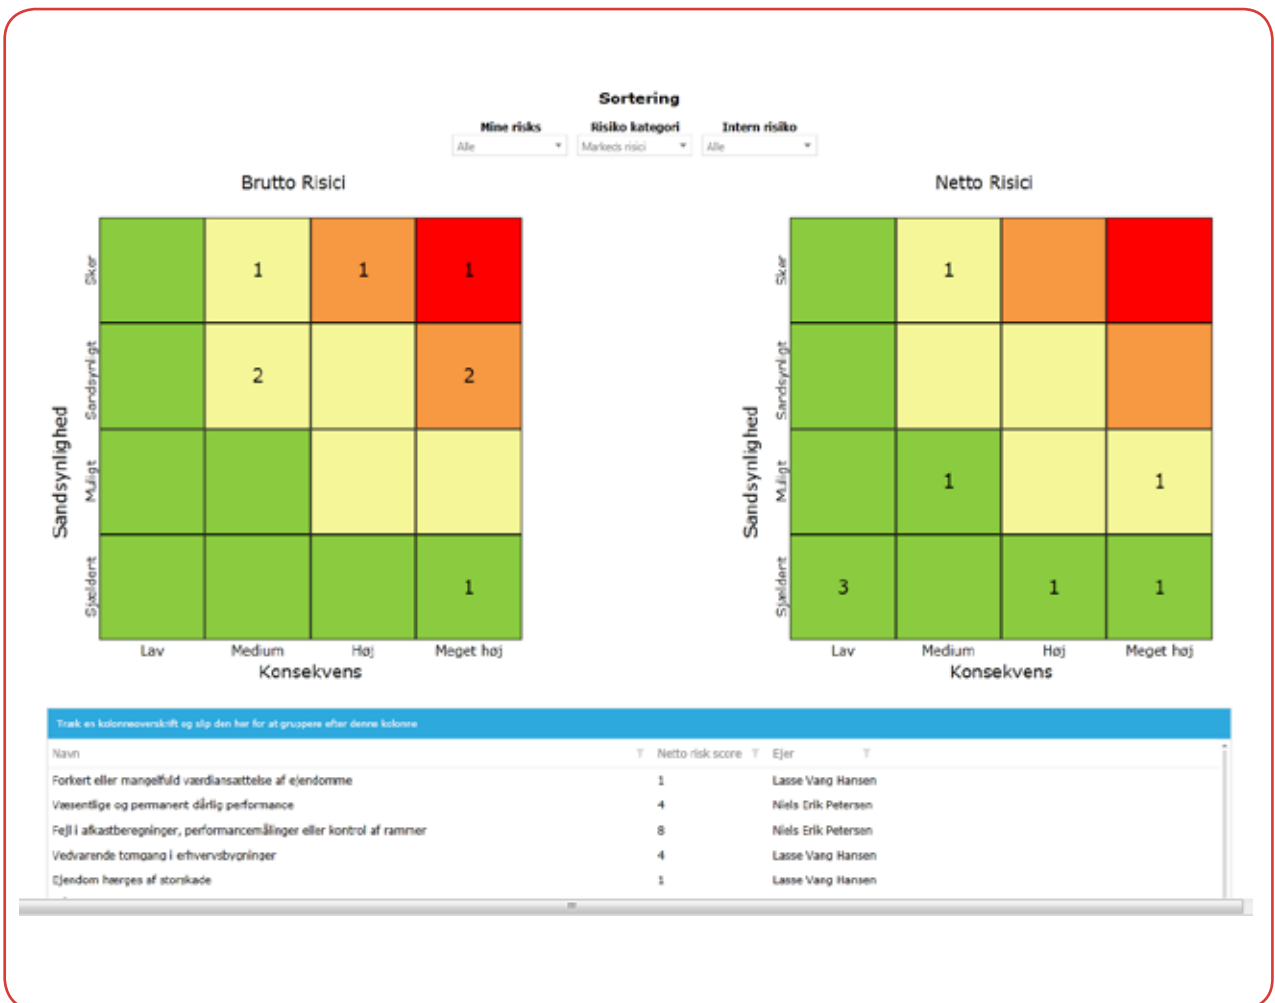 Sortering
Mine risks Risiko kategori Intern risiko
Alle Markeds risici Alle
Brutto Risici
Sker
Sandsynligt
Muligt
Sjældent
Sandsynlighed
1 1 1
2 2
1
Lav Medium Høj Meget høj
Konsekvens
Netto Risici
Sker
Sandsynligt
Muligt
Sjældent
Sandsynlighed
1
1 1
3 1 1
Lav Medium Høj Meget høj
Konsekvens
Træk en kolonneoverskrift og slip den her for at gruppere efter denne kolonne
Navn Netto risk score Ejer
Forkert eller mangelfuld værdiansættelse af ejendomme 1 Lasse Vang Hansen
Væsentlige og permanent dårlig performance 4 Niels Erik Petersen
Fejl i afkastberegninger, performancemålinger eller kontrol af rammer 8 Niels Erik Petersen
Vedvarende tomgang i erhvervsbygninger 4 Lasse Vang Hansen
Ejendom hærges af storskade 1 Lasse Vang Hansen